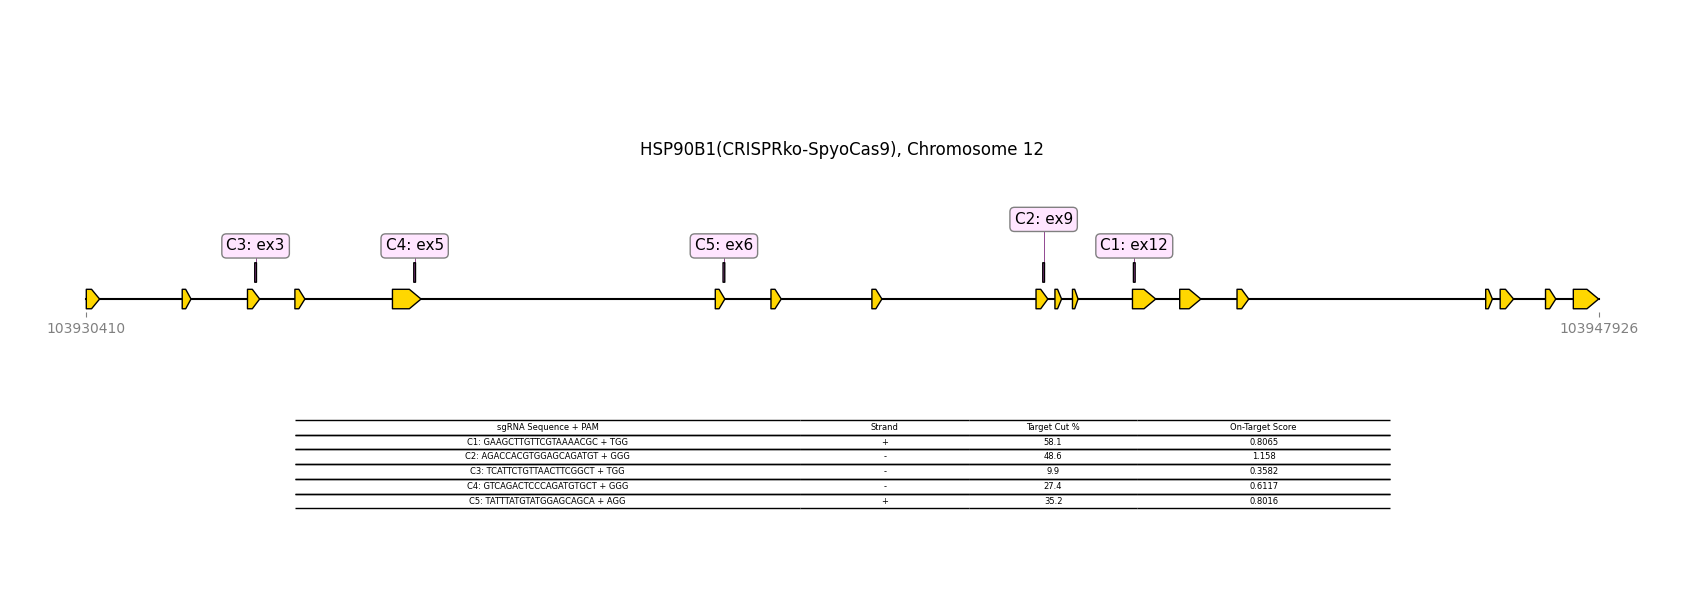 HSP90B1(CRISPRko-SpyoCas9), Chromosome 12
C2: ex9
C3: ex3 C4: ex5 C5: ex6 C1: ex12
103930410 103947926
sgRNA Sequence + PAM Strand Target Cut % On-Target Score
C1: GAAGCTTGTTCGTAAAACGC + TGG + 58.1 0.8065
C2: AGACCACGTGGAGCAGATGT + GGG - 48.6 1.158
C3: TCATTCTGTTAACTTCGGCT + TGG - 9.9 0.3582
C4: GTCAGACTCCCAGATGTGCT + GGG - 27.4 0.6117
C5: TATTTATGTATGGAGCAGCA + AGG + 35.2 0.8016